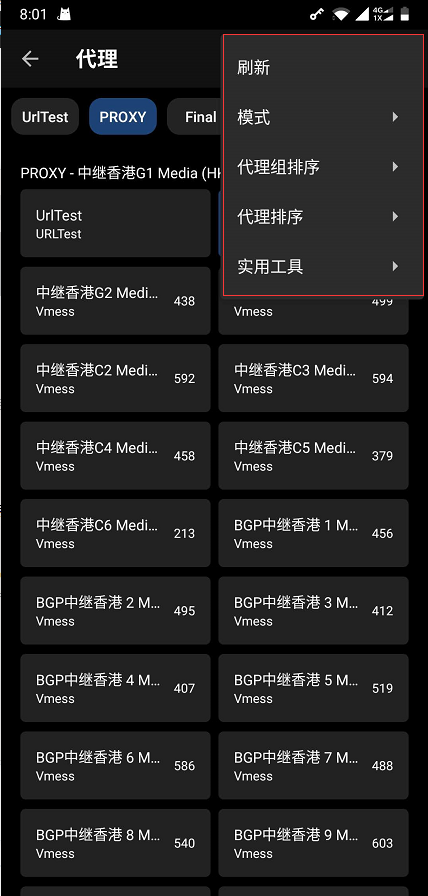 8:01
4G
1X
代理
UrlTest
PROXY
Final
刷新
模式
代理组排序
代理排序
实用工具
PROXY - 中继香港G1 Media (HK
UrlTest
URLTest
中继香港G2 Medi...
Vmess
438
Vmess
499
中继香港C2 Medi...
Vmess
592
中继香港C3 Medi...
Vmess
594
中继香港C4 Medi...
Vmess
458
中继香港C5 Medi...
Vmess
379
中继香港C6 Medi...
Vmess
213
BGP中继香港 1 M...
Vmess
456
BGP中继香港 2 M...
Vmess
495
BGP中继香港 3 M...
Vmess
412
BGP中继香港 4 M...
Vmess
407
BGP中继香港 5 M...
Vmess
519
BGP中继香港 6 M...
Vmess
586
BGP中继香港 7 M...
Vmess
488
BGP中继香港 8 M...
Vmess
540
BGP中继香港 9 M...
Vmess
603